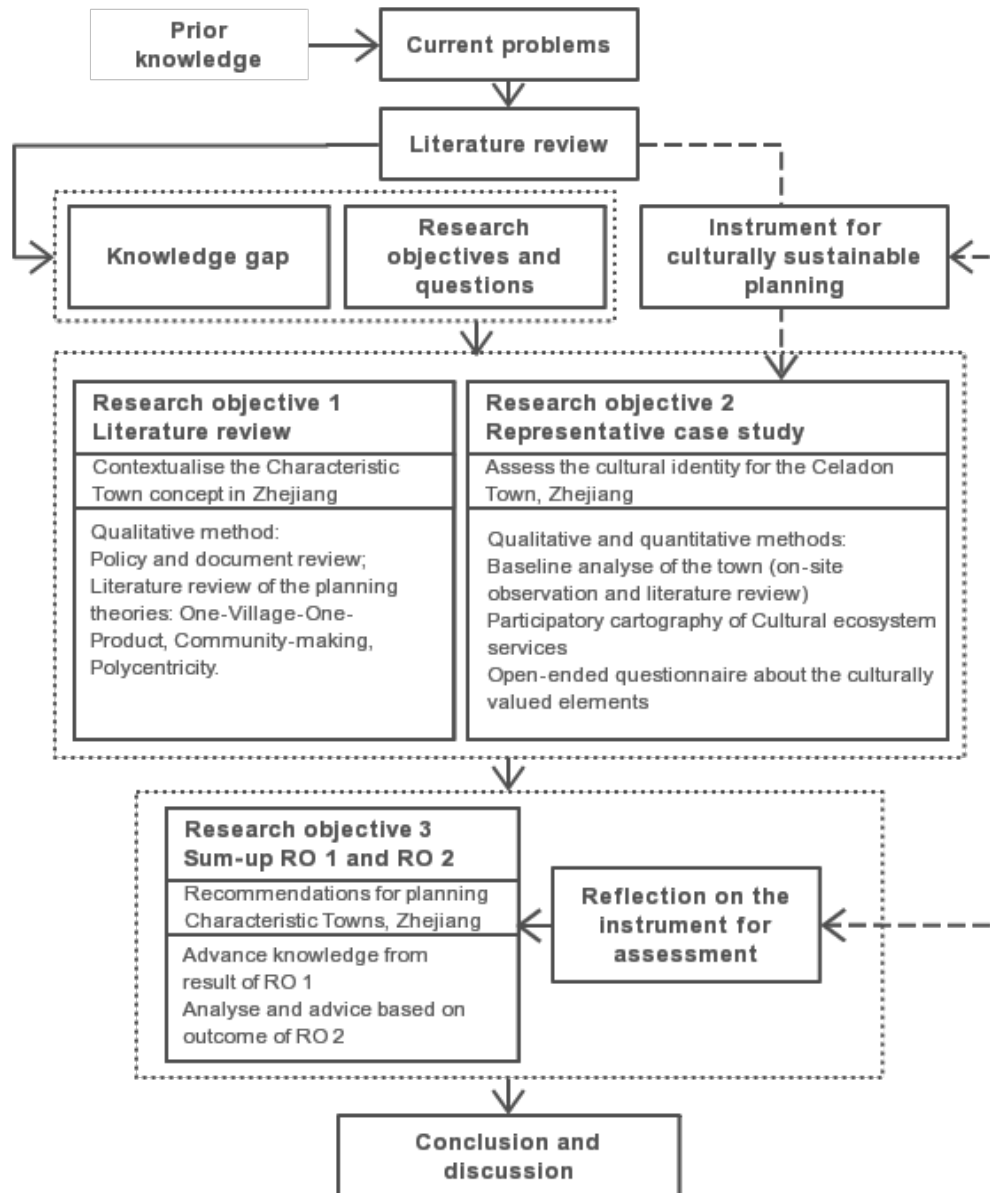 Prior
knowledge
Current problems
Literature review
Knowledge gap
Research
objectives and
questions
Instrument for
culturally sustainable
planning
Research objective 1
Literature review
Contextualise the Characteristic
Town concept in Zhejiang
Qualitative method:
Policy and document review;
Literature review of the planning
theories: One-Village-One-
Product, Community-making,
Polycentricity.
Research objective 2
Representative case study
Assess the cultural identity for the Celadon
Town, Zhejiang
Qualitative and quantitative methods:
Baseline analyse of the town (on-site
observation and literature review)
Participatory cartography of Cultural ecosystem
services
Open-ended questionnaire about the culturally
valued elements
Research objective 3
Sum-up RO 1 and RO 2
Recommendations for planning
Characteristic Towns, Zhejiang
Advance knowledge from
result of RO 1
Analyse and advice based on
outcome of RO 2
Reflection on the
instrument for
assessment
Conclusion and
discussion